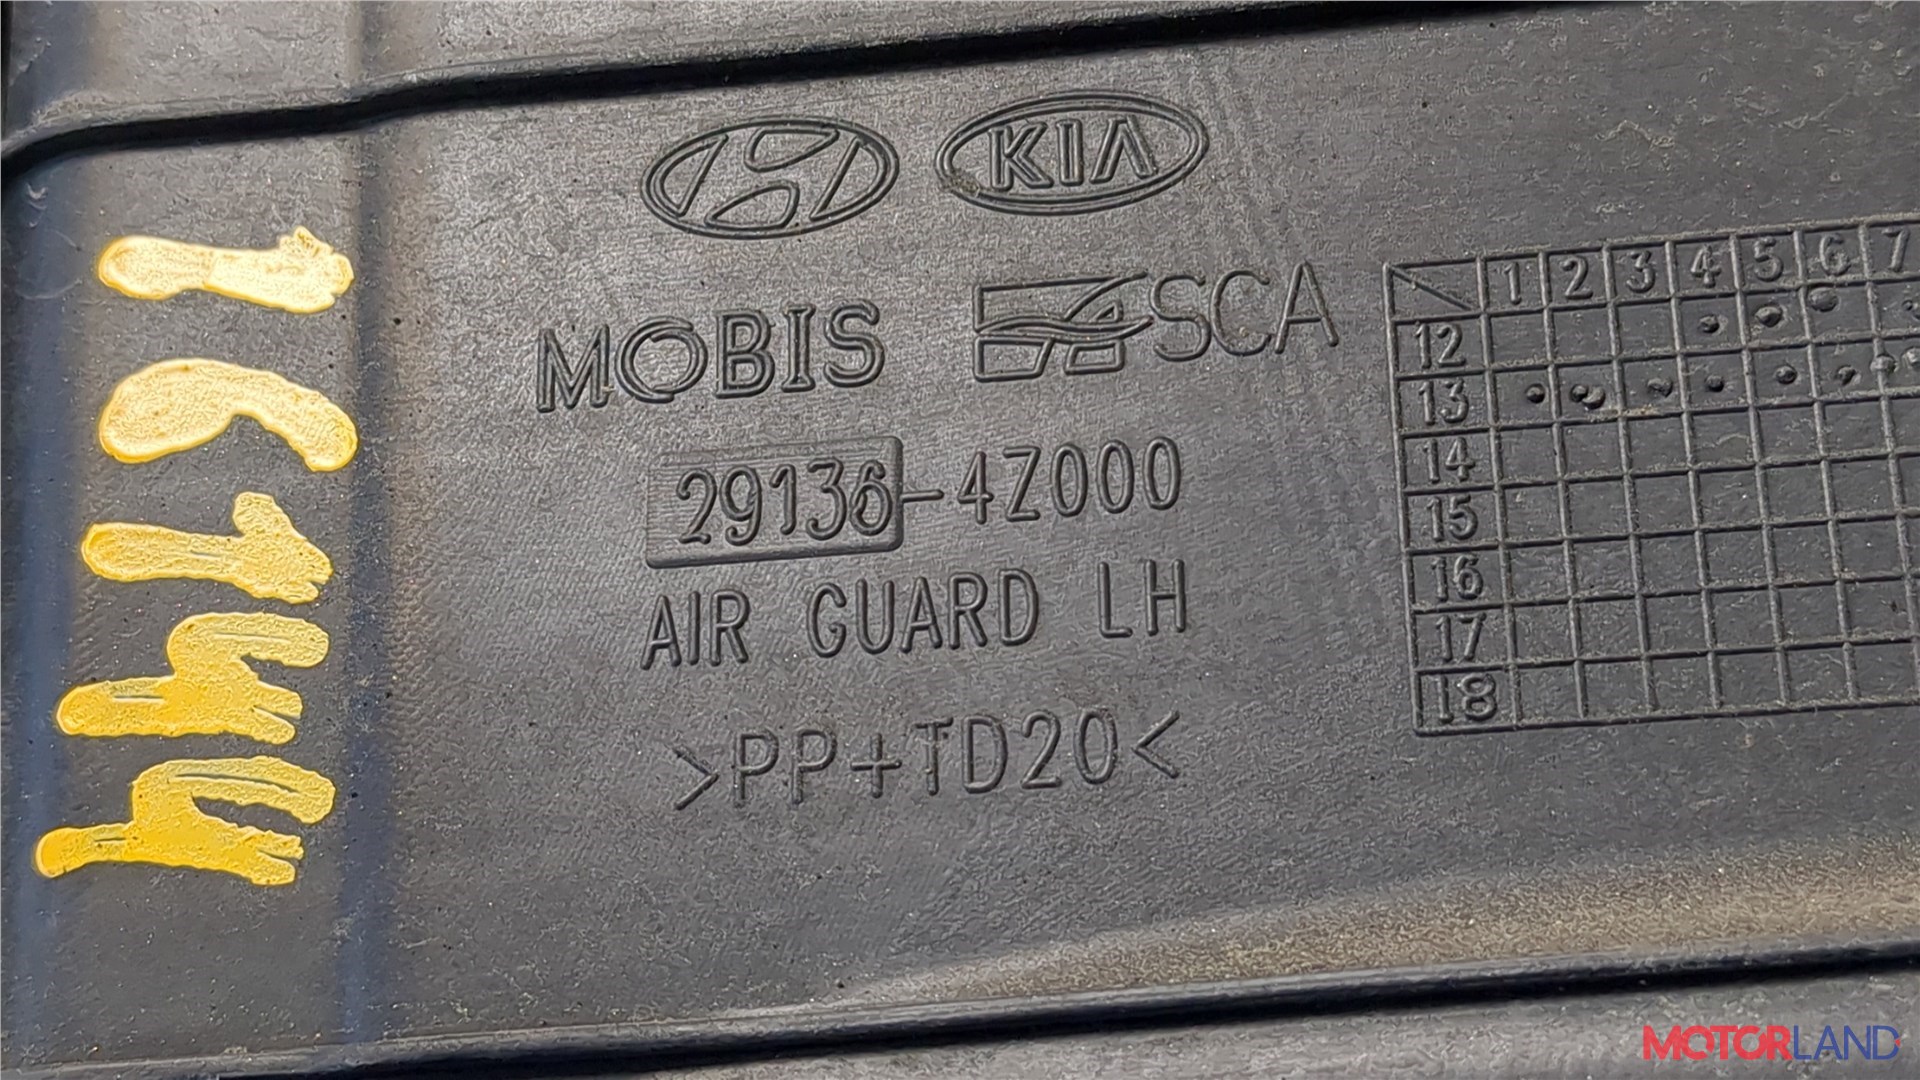 KIA
MOBIS SCA
29136-4Z000
AIR GUARD LH
>PP+TD20<
1 2 3 4 5 6 7
12
13
14
15
16
17
18
16744
MOTORLAND